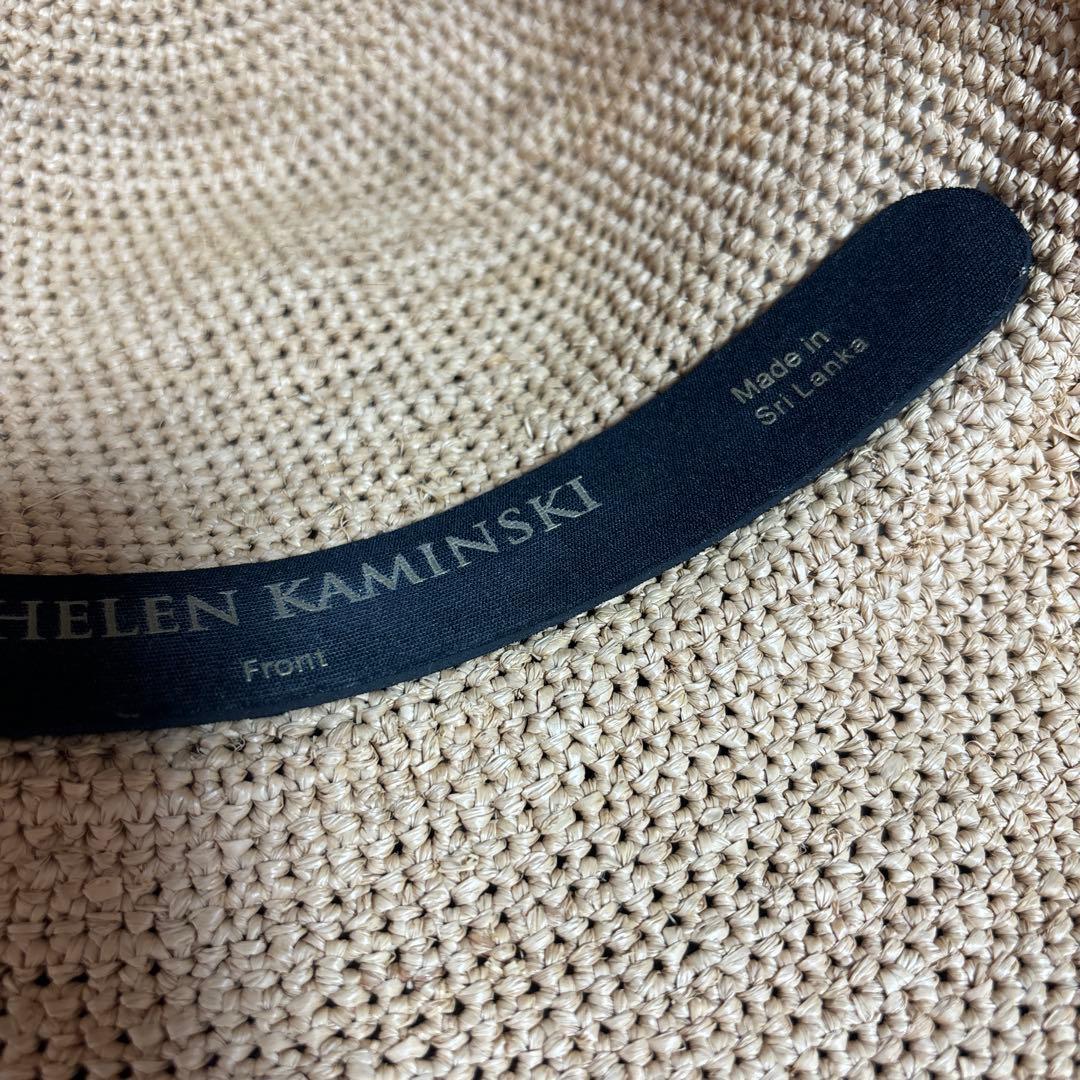 HELEN KAMINSKI
Front
Made in
Sri Lanka